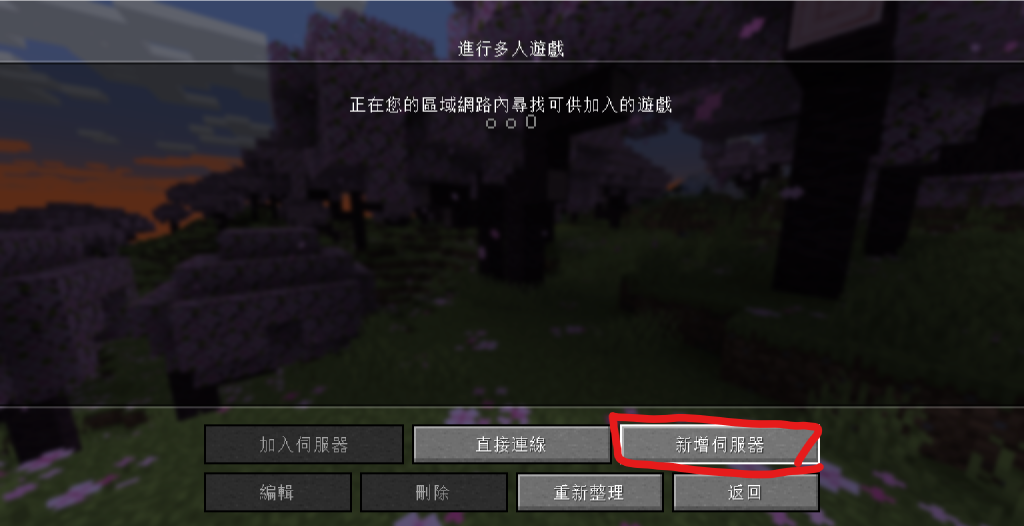 進行多人遊戲
正在您的區域網路內尋找可供加入的遊戲
o o O
加入伺服器
直接連線
新增伺服器
編輯
刪除
重新整理
返回